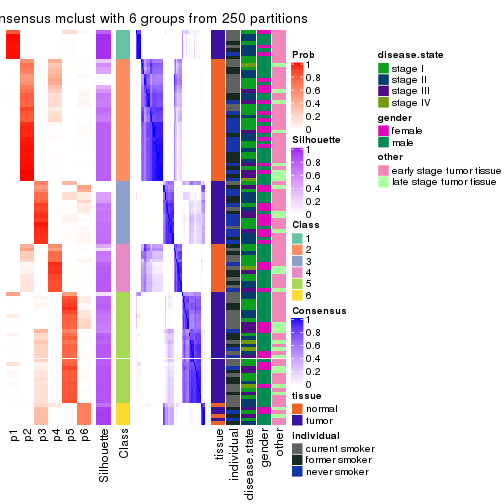 nsensus mclust with 6 groups from 250 partitions
Prob
1
0.8
0.6
0.4
0.2
0
Silhouette
1
0.8
0.6
0.4
0.2
0
Class
1
2
3
4
5
6
Consensus
1
0.8
0.6
0.4
0.2
0
tissue
normal
tumor
individual
current smoker
former smoker
never smoker
disease.state
stage I
stage II
stage III
stage IV
gender
female
male
other
early stage tumor tissue
late stage tumor tissue
p1
p2
p3
p4
p5
p6
Silhouette
Class
tissue
individual
disease.state
gender
other